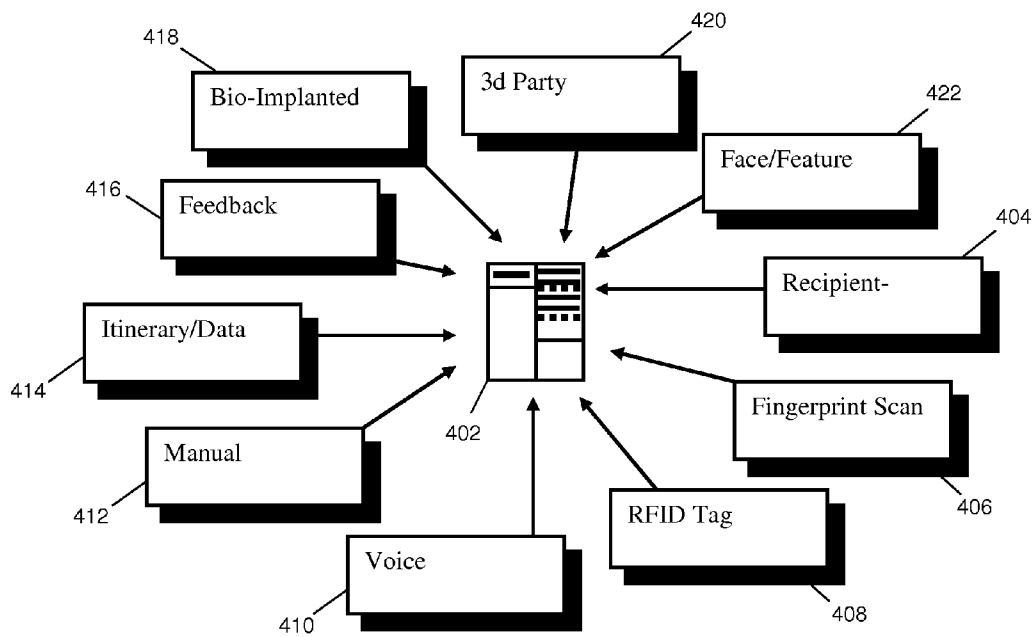 420
418
3d Party
Bio-Implanted
422
Face/Feature
416
Feedback
404
Recipient-
Itinerary/Data
414
Fingerprint Scan
402
Manual
406
412
RFID Tag
Voice
410
408